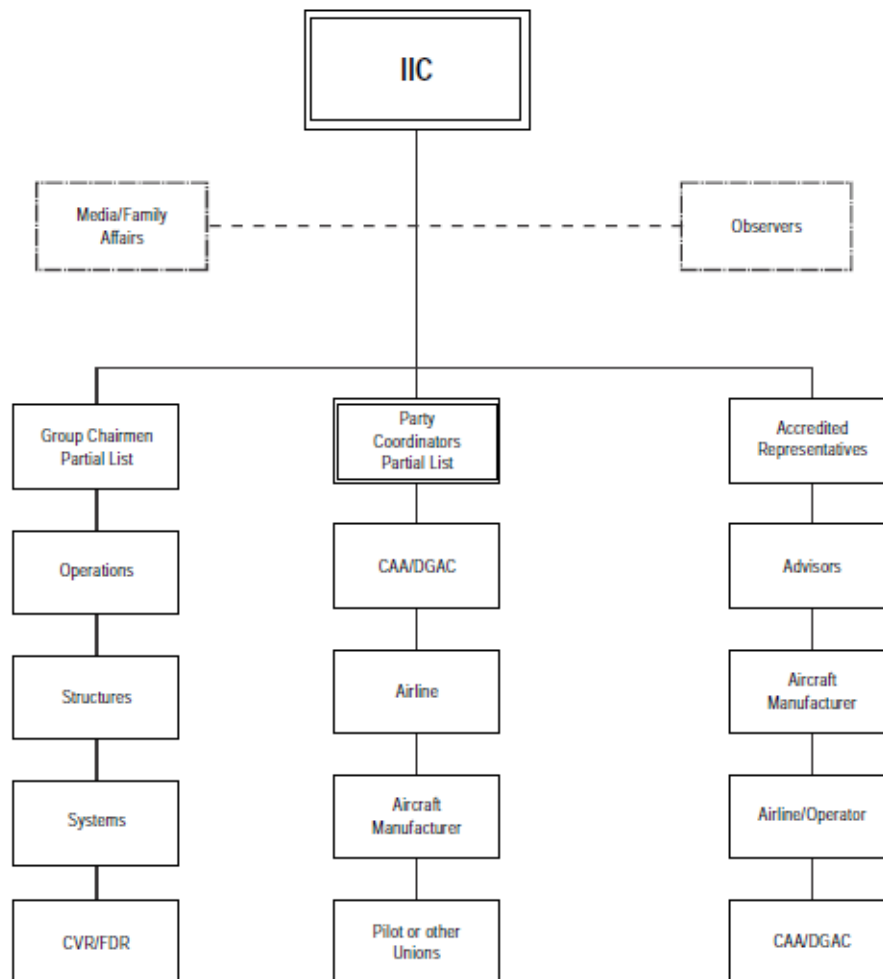 IIC
Media/Family
Affairs
Observers
Group Chairmen
Partial List
Party
Coordinators
Partial List
Accredited
Representatives
Operations
CAA/DGAC
Advisors
Structures
Airline
Aircraft
Manufacturer
Systems
Aircraft
Manufacturer
Airline/Operator
CVR/FDR
Pilot or other
Unions
CAA/DGAC